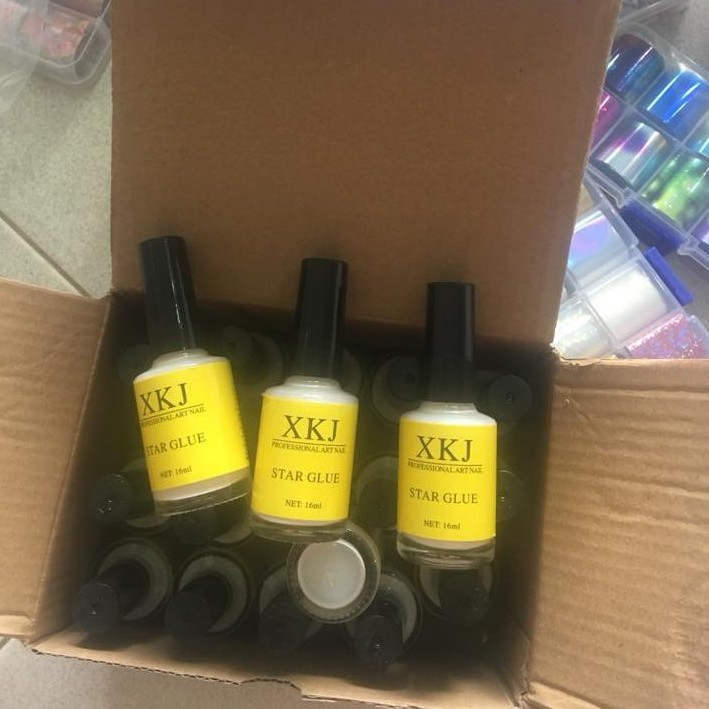 XKJ
PROFESSIONAL ART NAIL
STAR GLUE
NET: 16ml
XKJ
PROFESSIONAL ART NAIL
STAR GLUE
NET: 16ml
XKJ
PROFESSIONAL ART NAIL
STAR GLUE
NET: 16ml